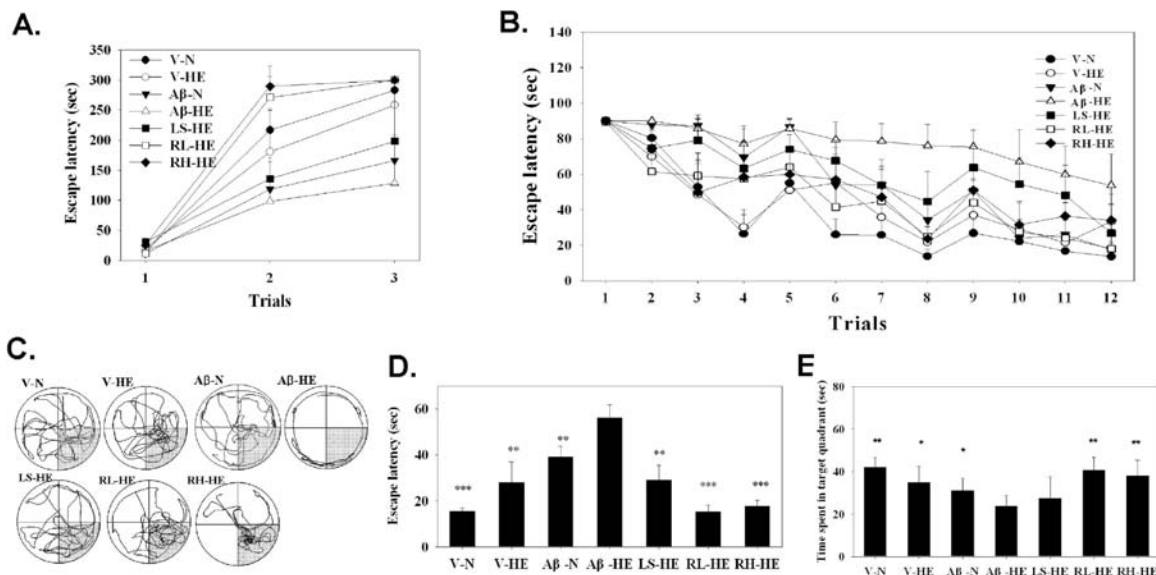 A.
Escape latency (sec)
350
300
250
200
150
100
50
0
V-N
V-HE
Aβ-N
Aβ-HE
LS-HE
RL-HE
RH-HE
1 2 3
Trials
B.
Escape latency (sec)
140
120
100
80
60
40
20
0
V-N
V-HE
Aβ-N
Aβ-HE
LS-HE
RL-HE
RH-HE
1 2 3 4 5 6 7 8 9 10 11 12
Trials
C.
V-N V-HE Aβ-N Aβ-HE
LS-HE RL-HE RH-HE
D.
Escape latency (sec)
60
40
20
0
*** ** ** ** *** ***
V-N V-HE Aβ -N Aβ -HE LS-HE RL-HE RH-HE
E
Time spent in target quadrant (sec)
80
60
40
20
0
** * * ** **
V-N V-HE Aβ -N Aβ -HE LS-HE RL-HE RH-HE